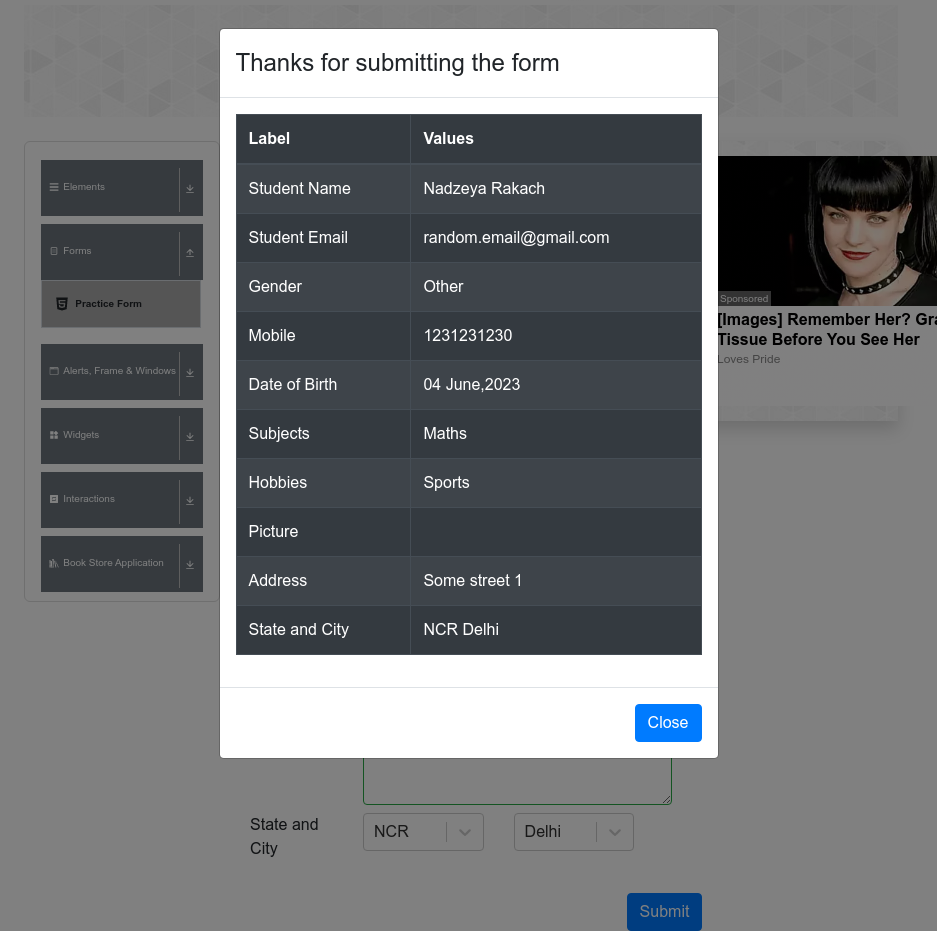 Thanks for submitting the form
Label Values
Student Name Nadzeya Rakach
Student Email random.email@gmail.com
Gender Other
Mobile 1231231230
Date of Birth 04 June,2023
Subjects Maths
Hobbies Sports
Picture
Address Some street 1
State and City NCR Delhi
Close
Elements
Forms
Practice Form
Alerts, Frame & Windows
Widgets
Interactions
Book Store Application
Sponsored
[Images] Remember Her? Gra
Tissue Before You See Her
Loves Pride
State and
City
NCR
Delhi
Submit